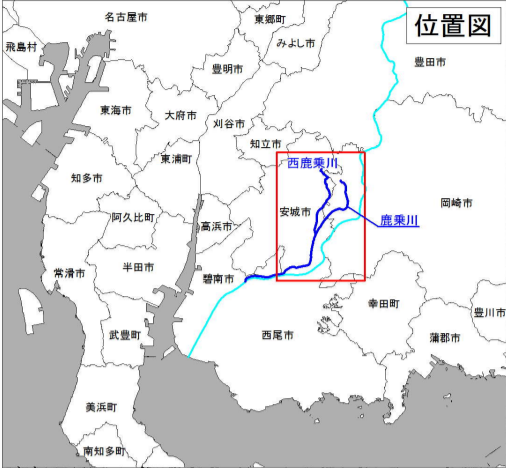 位置図
名古屋市
東郷町
飛島村
みよし市
豊明市
豊田市
東海市
大府市
刈谷市
知立市
東浦町
西鹿乗川
知多市
岡崎市
阿久比町
安城市
高浜市
鹿乗川
半田市
常滑市
碧南市
幸田町
豊川市
武豊町
西尾市
蒲郡市
美浜町
南知多町